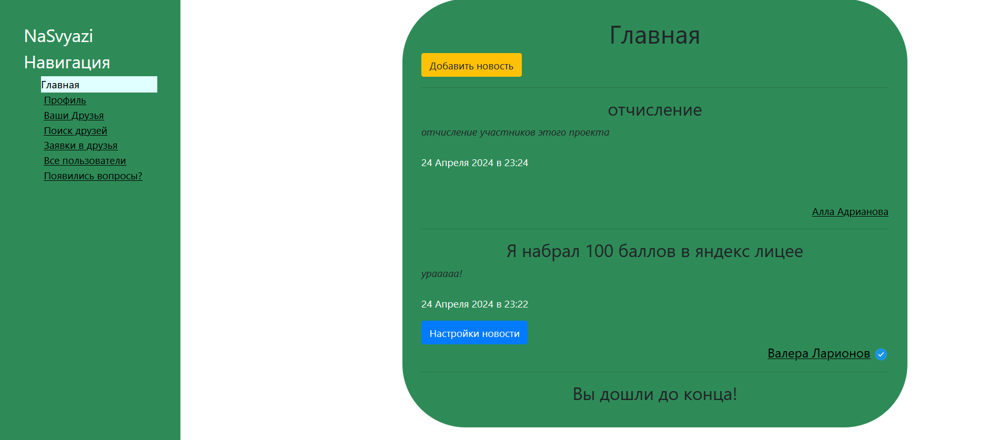 NaSvyazi
Навигация
Главная
Профиль
Ваши Друзья
Поиск друзей
Заявки в друзья
Все пользователи
Появились вопросы?
Главная
Добавить новость
отчисление
отчисление участников этого проекта
24 Апреля 2024 в 23:24
Алла Адрианова
Я набрал 100 баллов в яндекс лицее
урааааа!
24 Апреля 2024 в 23:22
Настройки новости
Валера Ларионов
Вы дошли до конца!